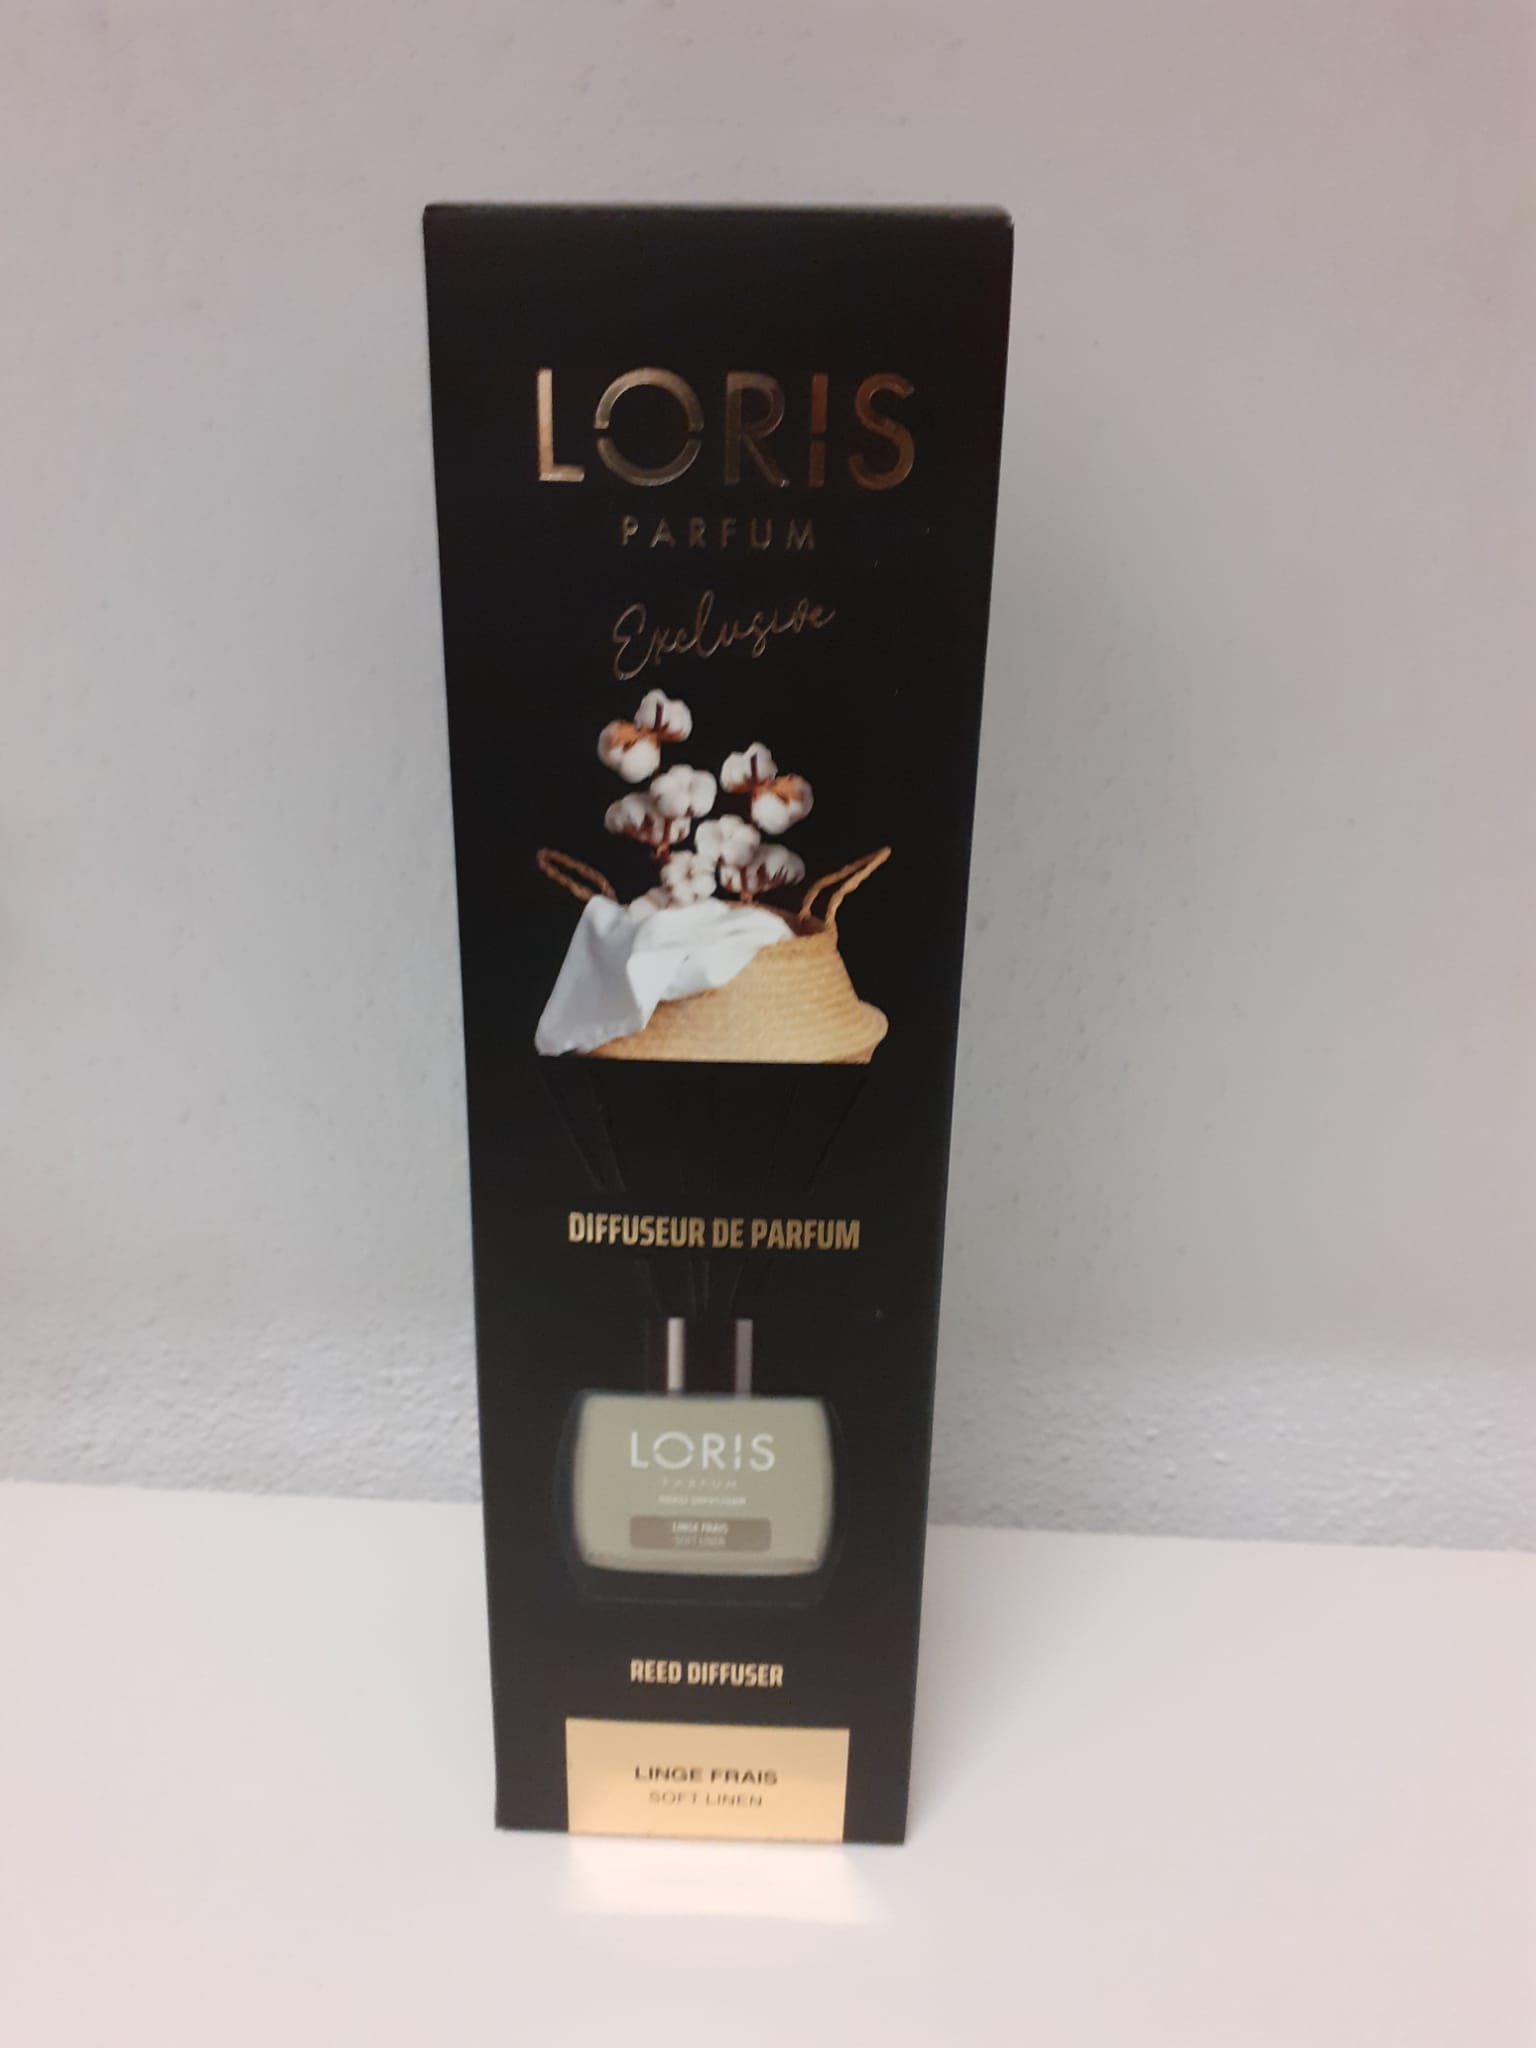 LORIS
PARFUM
Exclusive
DIFFUSEUR DE PARFUM
LORIS
PARFUM
REED DIFFUSER
LINGE FRAIS
SOFT LINEN
REED DIFFUSER
LINGE FRAIS
SOFT LINEN